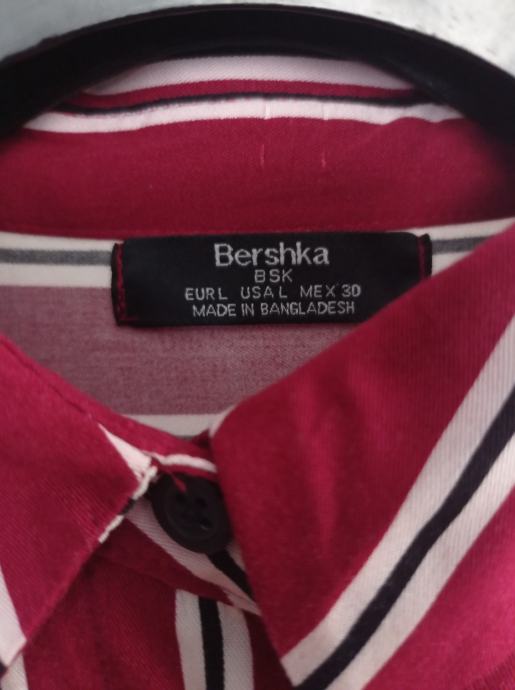 Bershka
BSK
EUR L USA L MEX 30
MADE IN BANGLADESH